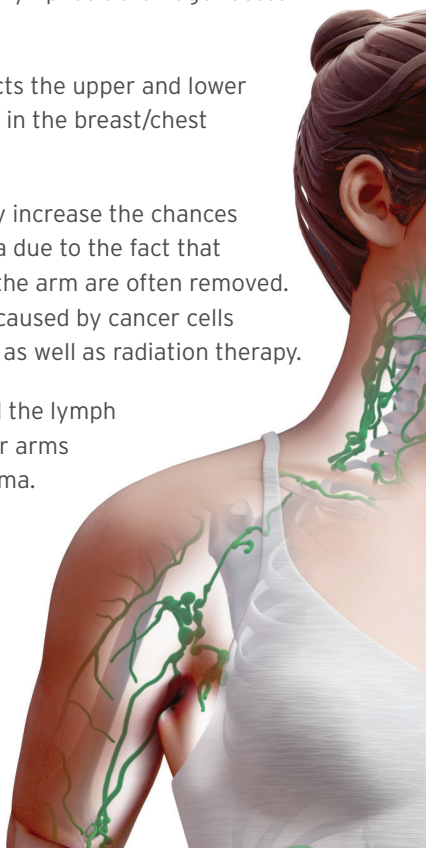 cts the upper and lower
in the breast/chest
y increase the chances
a due to the fact that
the arm are often removed.
caused by cancer cells
as well as radiation therapy.
l the lymph
r arms
ma.